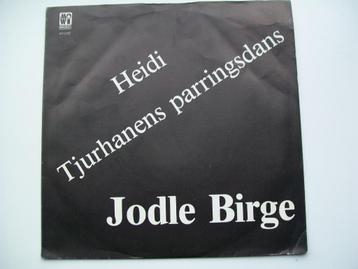 Heidi
Tjurhanens parringsdans
Jodle Birge